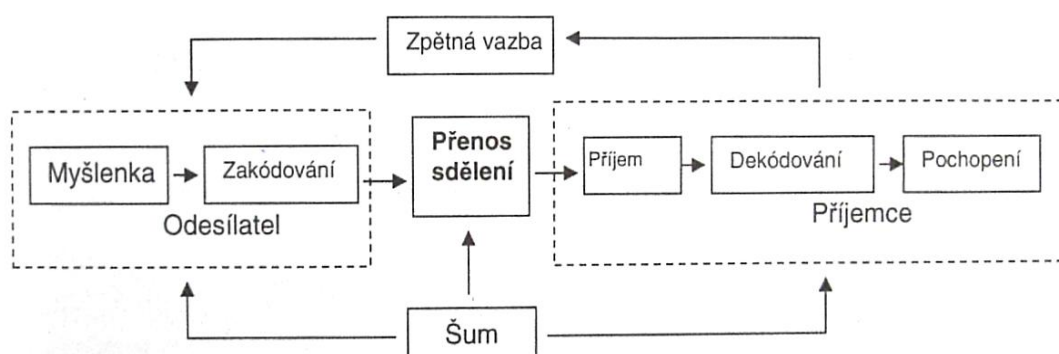 Zpětná vazba
Myšlenka
Zakódování
Odesílatel
Přenos
sdělení
Příjem
Dekódování
Pochopení
Příjemce
Šum